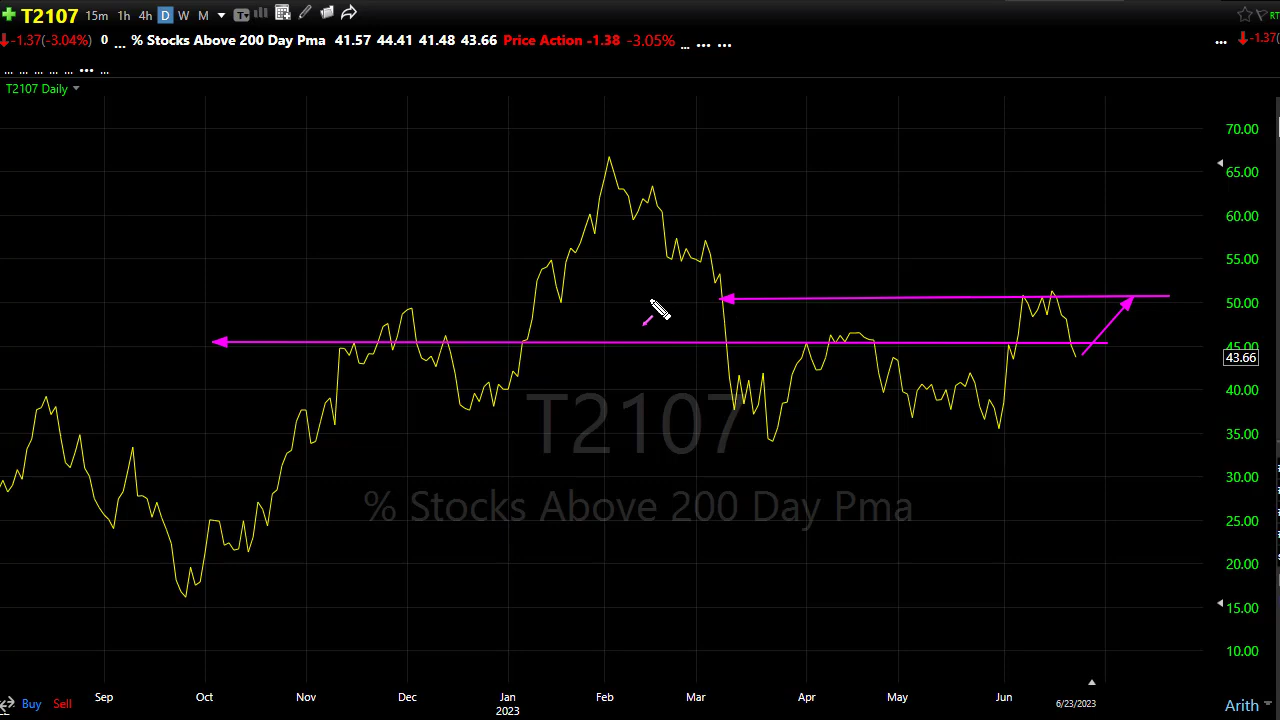 T2107 15m 1h 4h D W M T RT
-1.37(-3.04%) 0 ... % Stocks Above 200 Day Pma 41.57 44.41 41.48 43.66 Price Action -1.38 -3.05% ... ... ... ... -1.37(
... ... ... ... ... ... ...
T2107 Daily
70.00
65.00
60.00
55.00
50.00
45.00
43.66
40.00
35.00
30.00
25.00
20.00
15.00
10.00
T2107
% Stocks Above 200 Day Pma
Sep Oct Nov Dec Jan Feb Mar Apr May Jun
2023
6/23/2023
Buy Sell
Arith